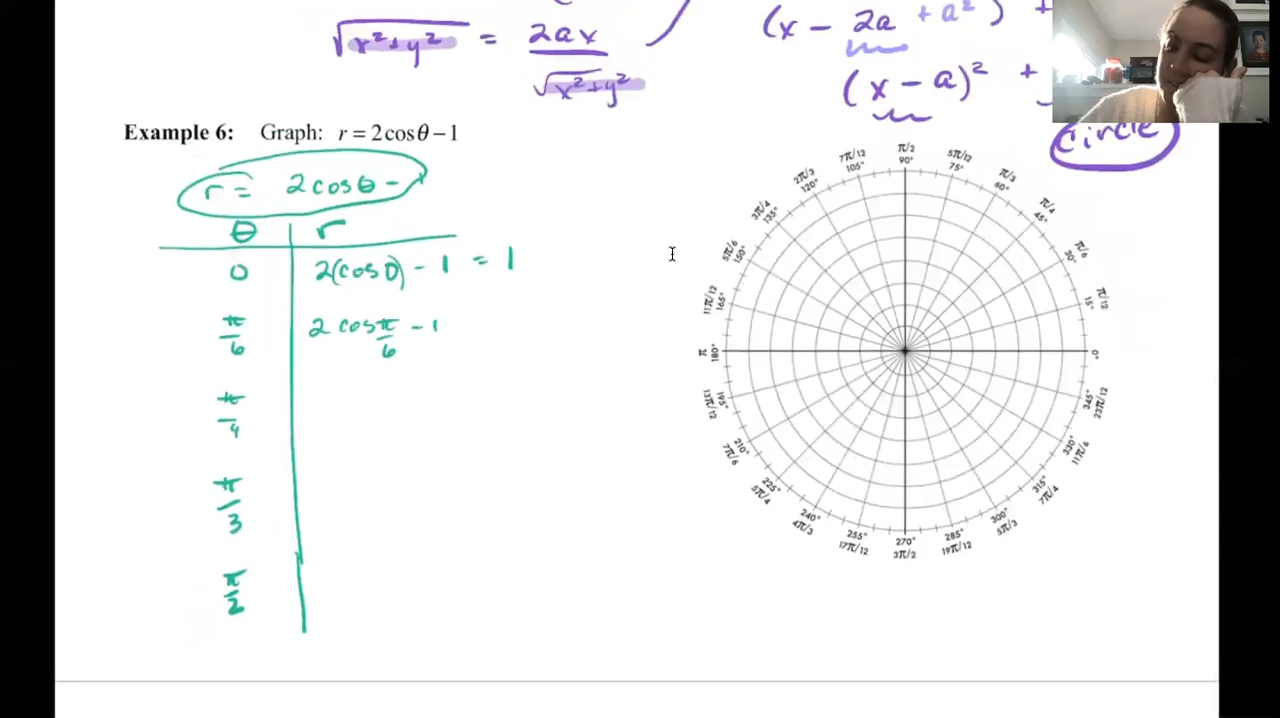 √x²+y² = 2ax
√x²+y²
(x − 2a + a²) +
(x − a)² +
circle
Example 6: Graph: r = 2cosθ − 1
r = 2cosθ − 1
θ r
0 2(cos0) − 1 = 1
π/6 2 cos π/6 − 1
π/4
π/3
π/2
π/2 90°
5π/12 75°
π/3 60°
π/4 45°
π/6 30°
π/12 15°
0°
345° 23π/12
330° 11π/6
315° 7π/4
300° 5π/3
285° 19π/12
270° 3π/2
255° 17π/12
240° 4π/3
225° 5π/4
210° 7π/6
195° 13π/12
π 180°
11π/12 165°
5π/6 150°
3π/4 135°
2π/3 120°
7π/12 105°